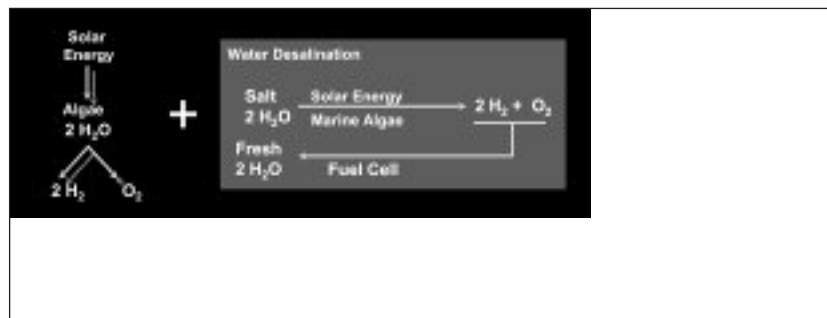 Solar
Energy
Algae
2 H₂O
2 H₂
O₂
+
Water Desalination
Salt
2 H₂O
Solar Energy
Marine Algae
2 H₂ + O₂
Fresh
2 H₂O
Fuel Cell